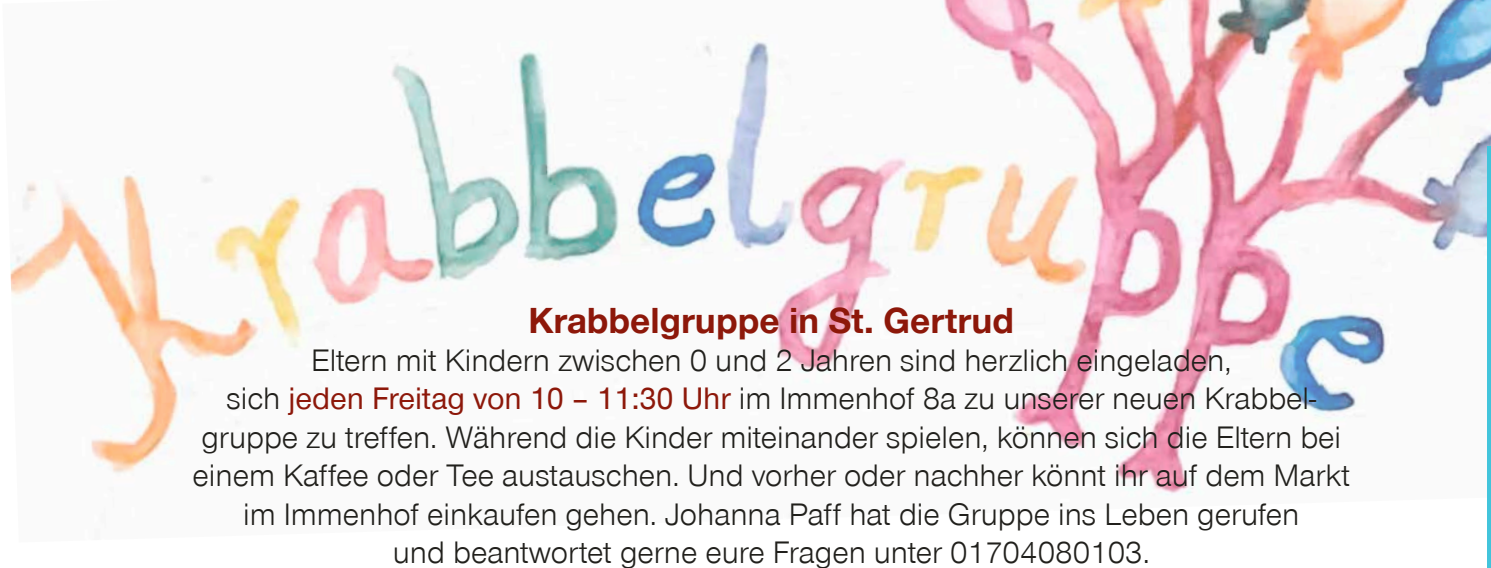 Krabbelgruppe
Krabbelgruppe in St. Gertrud
Eltern mit Kindern zwischen 0 und 2 Jahren sind herzlich eingeladen,
sich jeden Freitag von 10 – 11:30 Uhr im Immenhof 8a zu unserer neuen Krabbel-
gruppe zu treffen. Während die Kinder miteinander spielen, können sich die Eltern bei
einem Kaffee oder Tee austauschen. Und vorher oder nachher könnt ihr auf dem Markt
im Immenhof einkaufen gehen. Johanna Paff hat die Gruppe ins Leben gerufen
und beantwortet gerne eure Fragen unter 01704080103.